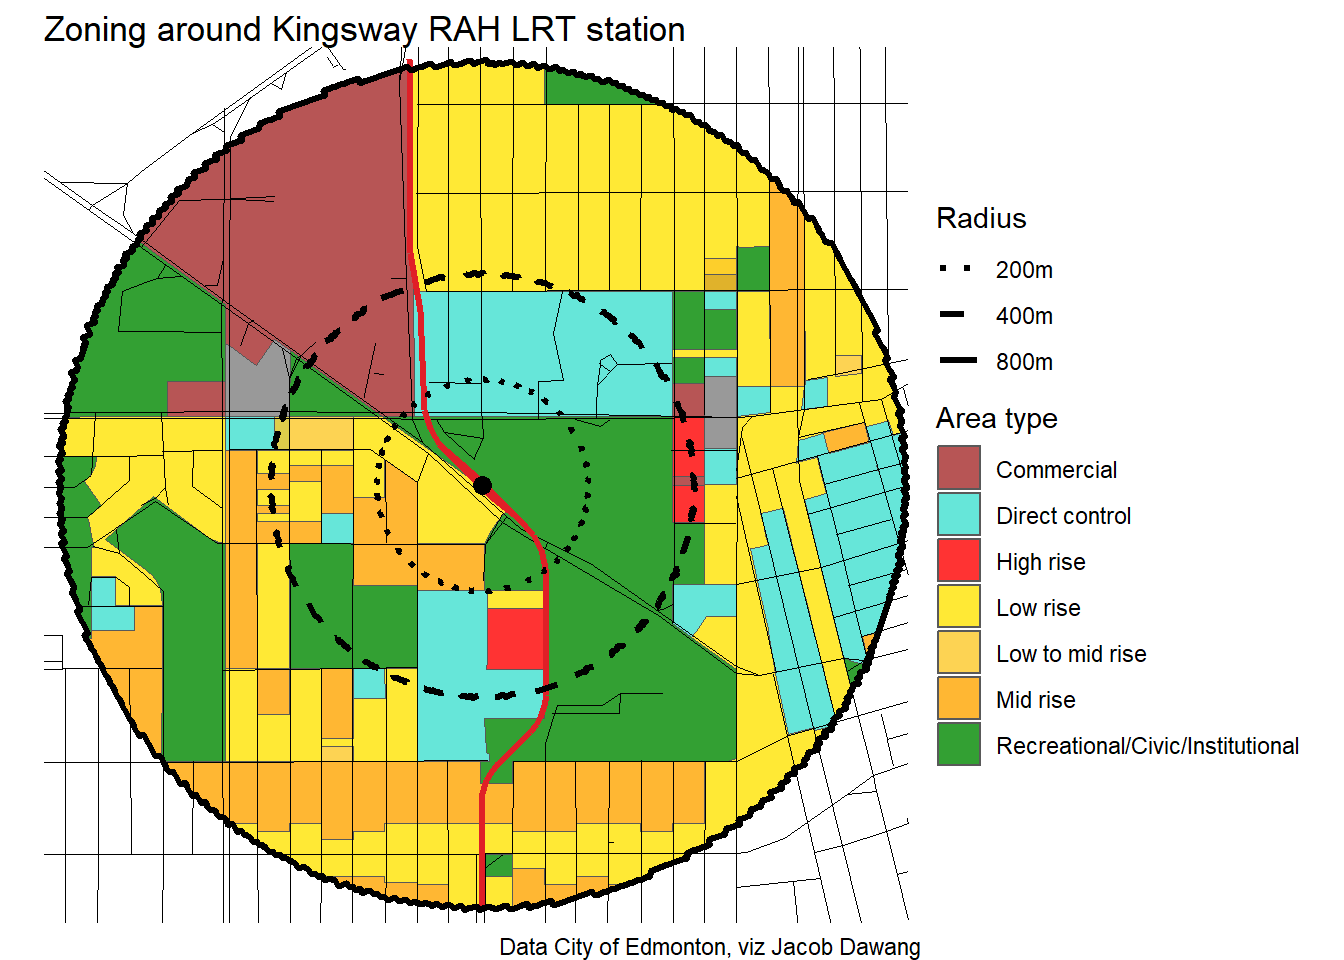 Zoning around Kingsway RAH LRT station
Radius
200m
400m
800m
Area type
Commercial
Direct control
High rise
Low rise
Low to mid rise
Mid rise
Recreational/Civic/Institutional
Data City of Edmonton, viz Jacob Dawang